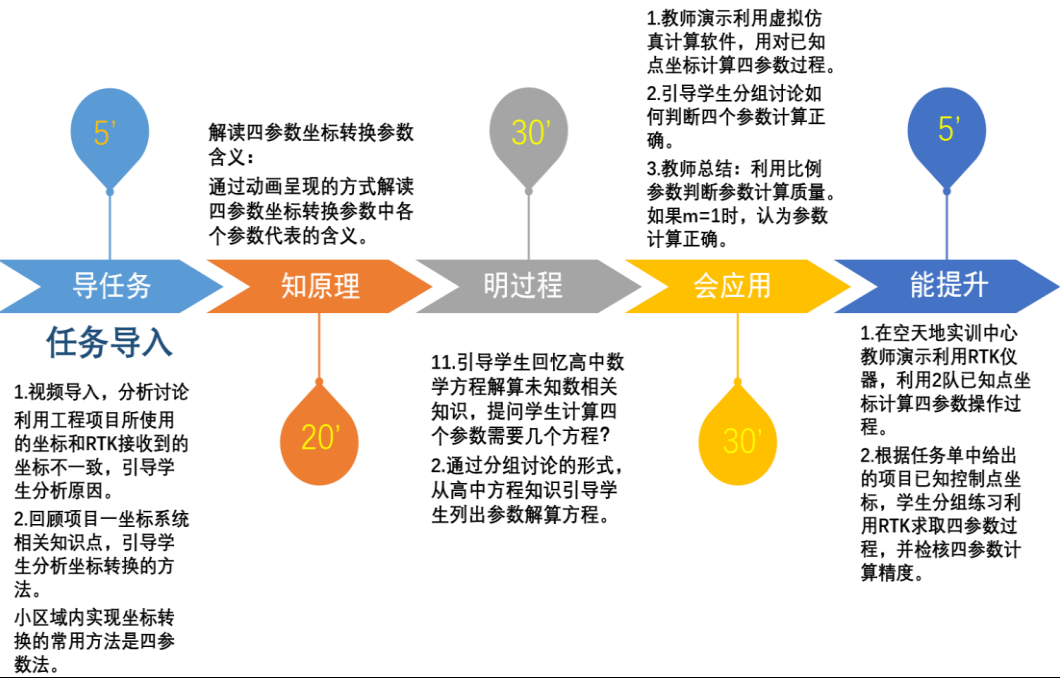 5’
导任务
任务导入
1.视频导入，分析讨论
利用工程项目所使用
的坐标和RTK接收到的
坐标不一致，引导学
生分析原因。
2.回顾项目一坐标系统
相关知识点，引导学
生分析坐标转换的方
法。
小区域内实现坐标转
换的常用方法是四参
数法。
解读四参数坐标转换参数
含义：
通过动画呈现的方式解读
四参数坐标转换参数中各
个参数代表的含义。
知原理
20’
30’
明过程
11.引导学生回忆高中数
学方程解算未知数相关
知识，提问学生计算四
个参数需要几个方程？
2.通过分组讨论的形式，
从高中方程知识引导学
生列出参数解算方程。
1.教师演示利用虚拟仿
真计算软件，用对已知
点坐标计算四参数过程。
2.引导学生分组讨论如
何判断四个参数计算正
确。
3.教师总结：利用比例
参数判断参数计算质量。
如果m=1时，认为参数
计算正确。
会应用
30’
5’
能提升
1.在空天地实训中心
教师演示利用RTK仪
器，利用2队已知点坐
标计算四参数操作过
程。
2.根据任务单中给出
的项目已知控制点坐
标，学生分组练习利
用RTK求取四参数过
程，并检核四参数计
算精度。